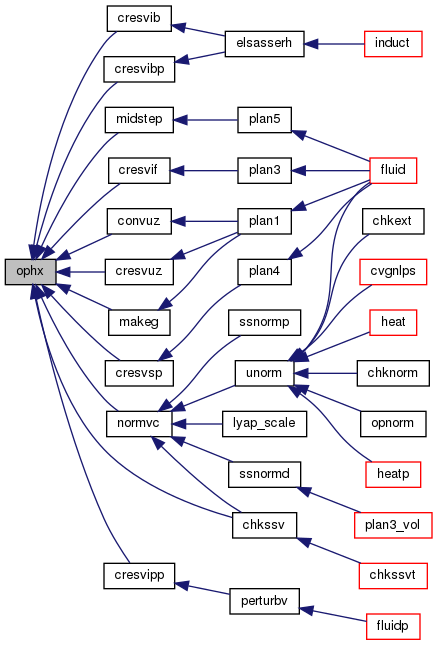 cresvib
elsasserh
induct
cresvibp
midstep
plan5
cresvif
plan3
fluid
convuz
plan1
chkext
cresvuz
ophx
plan4
cvgnlps
makeg
ssnormp
heat
cresvsp
unorm
chknorm
normvc
lyap_scale
opnorm
ssnormd
heatp
chkssv
plan3_vol
cresvipp
chkssvt
perturbv
fluidp